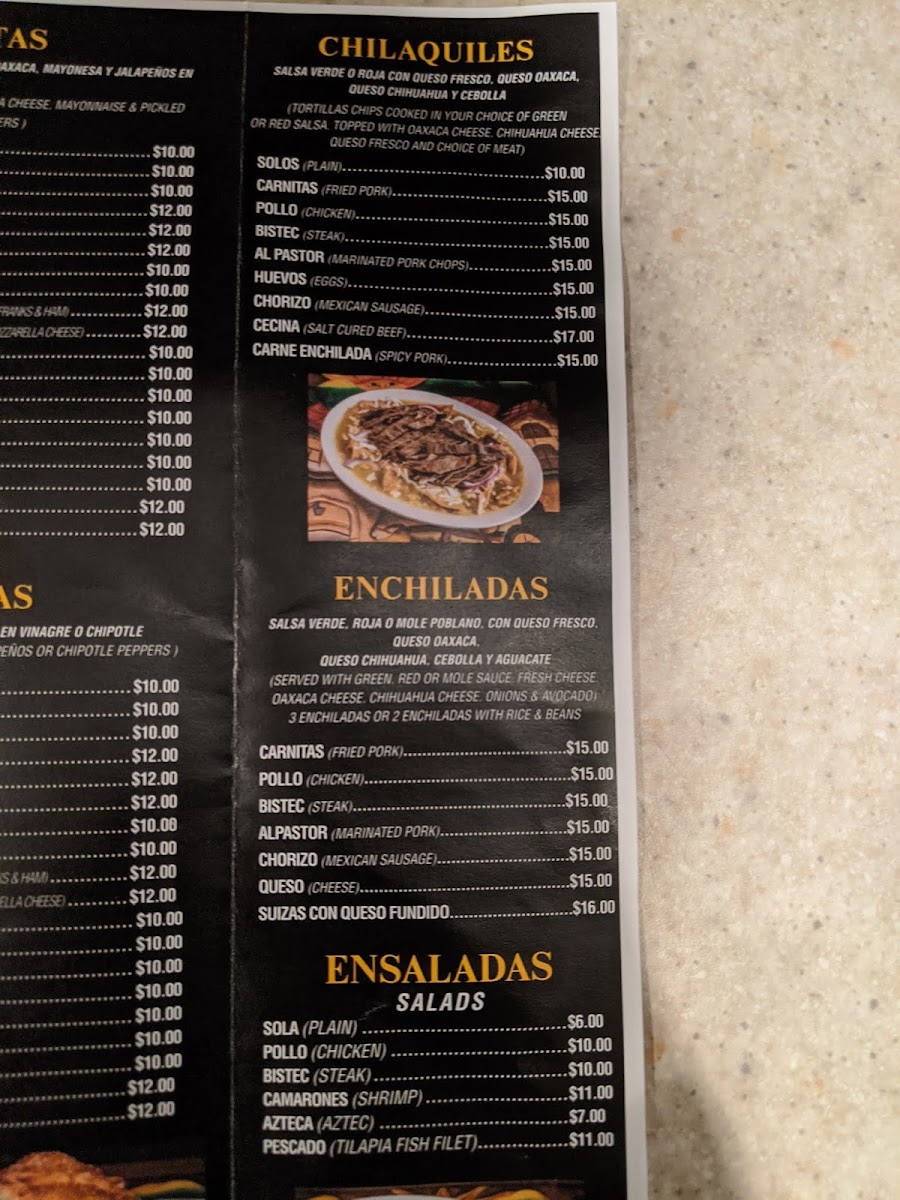 TAS
AXACA, MAYONESA Y JALAPEÑOS EN
A CHEESE, MAYONNAISE & PICKLED
ERS )
$10.00
$10.00
$10.00
$12.00
$12.00
$12.00
$10.00
$10.00
FRANKS & HAM) $12.00
ZZARELLA CHEESE) $12.00
$10.00
$10.00
$10.00
$10.00
$10.00
$10.00
$10.00
$12.00
$12.00
AS
EN VINAGRE O CHIPOTLE
PEÑOS OR CHIPOTLE PEPPERS )
$10.00
$10.00
$10.00
$12.00
$12.00
$12.00
$10.00
$10.00
KS & HAM) $12.00
ELLA CHEESE) $12.00
$10.00
$10.00
$10.00
$10.00
$10.00
$10.00
$10.00
$12.00
$12.00
CHILAQUILES
SALSA VERDE O ROJA CON QUESO FRESCO, QUESO OAXACA,
QUESO CHIHUAHUA Y CEBOLLA
(TORTILLAS CHIPS COOKED IN YOUR CHOICE OF GREEN
OR RED SALSA, TOPPED WITH OAXACA CHEESE, CHIHUAHUA CHEESE,
QUESO FRESCO AND CHOICE OF MEAT)
SOLOS (PLAIN) $10.00
CARNITAS (FRIED PORK) $15.00
POLLO (CHICKEN) $15.00
BISTEC (STEAK) $15.00
AL PASTOR (MARINATED PORK CHOPS) $15.00
HUEVOS (EGGS) $15.00
CHORIZO (MEXICAN SAUSAGE) $15.00
CECINA (SALT CURED BEEF) $17.00
CARNE ENCHILADA (SPICY PORK) $15.00
ENCHILADAS
SALSA VERDE, ROJA O MOLE POBLANO, CON QUESO FRESCO,
QUESO OAXACA,
QUESO CHIHUAHUA, CEBOLLA Y AGUACATE
(SERVED WITH GREEN, RED OR MOLE SAUCE, FRESH CHEESE,
OAXACA CHEESE, CHIHUAHUA CHEESE, ONIONS & AVOCADO)
3 ENCHILADAS OR 2 ENCHILADAS WITH RICE & BEANS
CARNITAS (FRIED PORK) $15.00
POLLO (CHICKEN) $15.00
BISTEC (STEAK) $15.00
ALPASTOR (MARINATED PORK) $15.00
CHORIZO (MEXICAN SAUSAGE) $15.00
QUESO (CHEESE) $15.00
SUIZAS CON QUESO FUNDIDO $16.00
ENSALADAS
SALADS
SOLA (PLAIN) $6.00
POLLO (CHICKEN) $10.00
BISTEC (STEAK) $10.00
CAMARONES (SHRIMP) $11.00
AZTECA (AZTEC) $7.00
PESCADO (TILAPIA FISH FILET) $11.00